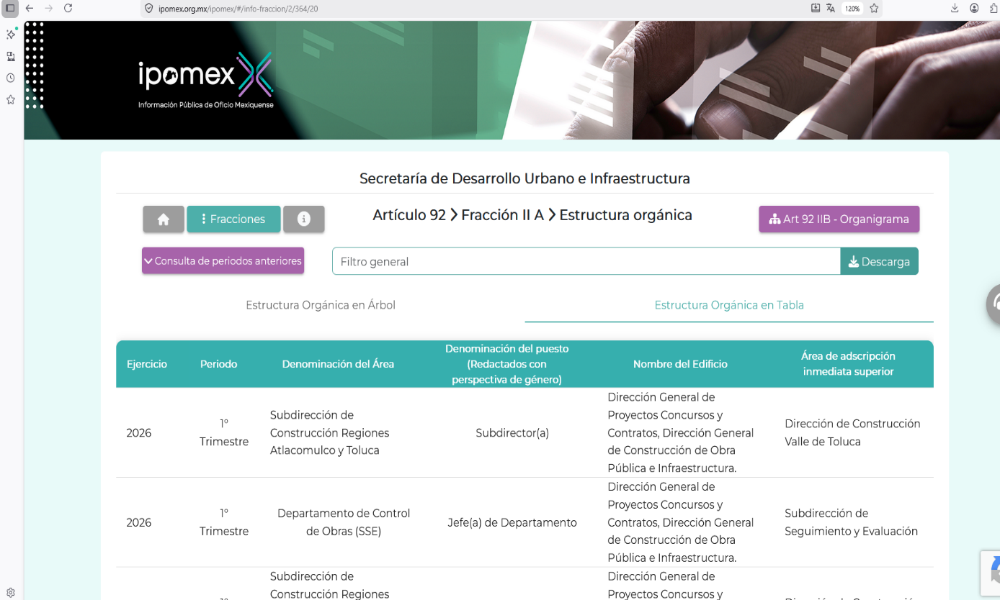 ipomex.org.mx/ipomex/#/info-fraccion/2/364/20
120%
ipomex
Información Pública de Oficio Mexiquense
Secretaría de Desarrollo Urbano e Infraestructura
Fracciones
Artículo 92 > Fracción II A > Estructura orgánica
Art 92 IIB - Organigrama
Consulta de periodos anteriores
Filtro general
Descarga
Estructura Orgánica en Árbol
Estructura Orgánica en Tabla
Ejercicio
Periodo
Denominación del Área
Denominación del puesto
(Redactados con
perspectiva de género)
Nombre del Edificio
Área de adscripción
inmediata superior
2026
1°
Trimestre
Subdirección de
Construcción Regiones
Atlacomulco y Toluca
Subdirector(a)
Dirección General de
Proyectos Concursos y
Contratos, Dirección General
de Construcción de Obra
Pública e Infraestructura.
Dirección de Construcción
Valle de Toluca
2026
1°
Trimestre
Departamento de Control
de Obras (SSE)
Jefe(a) de Departamento
Dirección General de
Proyectos Concursos y
Contratos, Dirección General
de Construcción de Obra
Pública e Infraestructura.
Subdirección de
Seguimiento y Evaluación
Subdirección de
Construcción Regiones
Dirección General de
Proyectos Concursos y